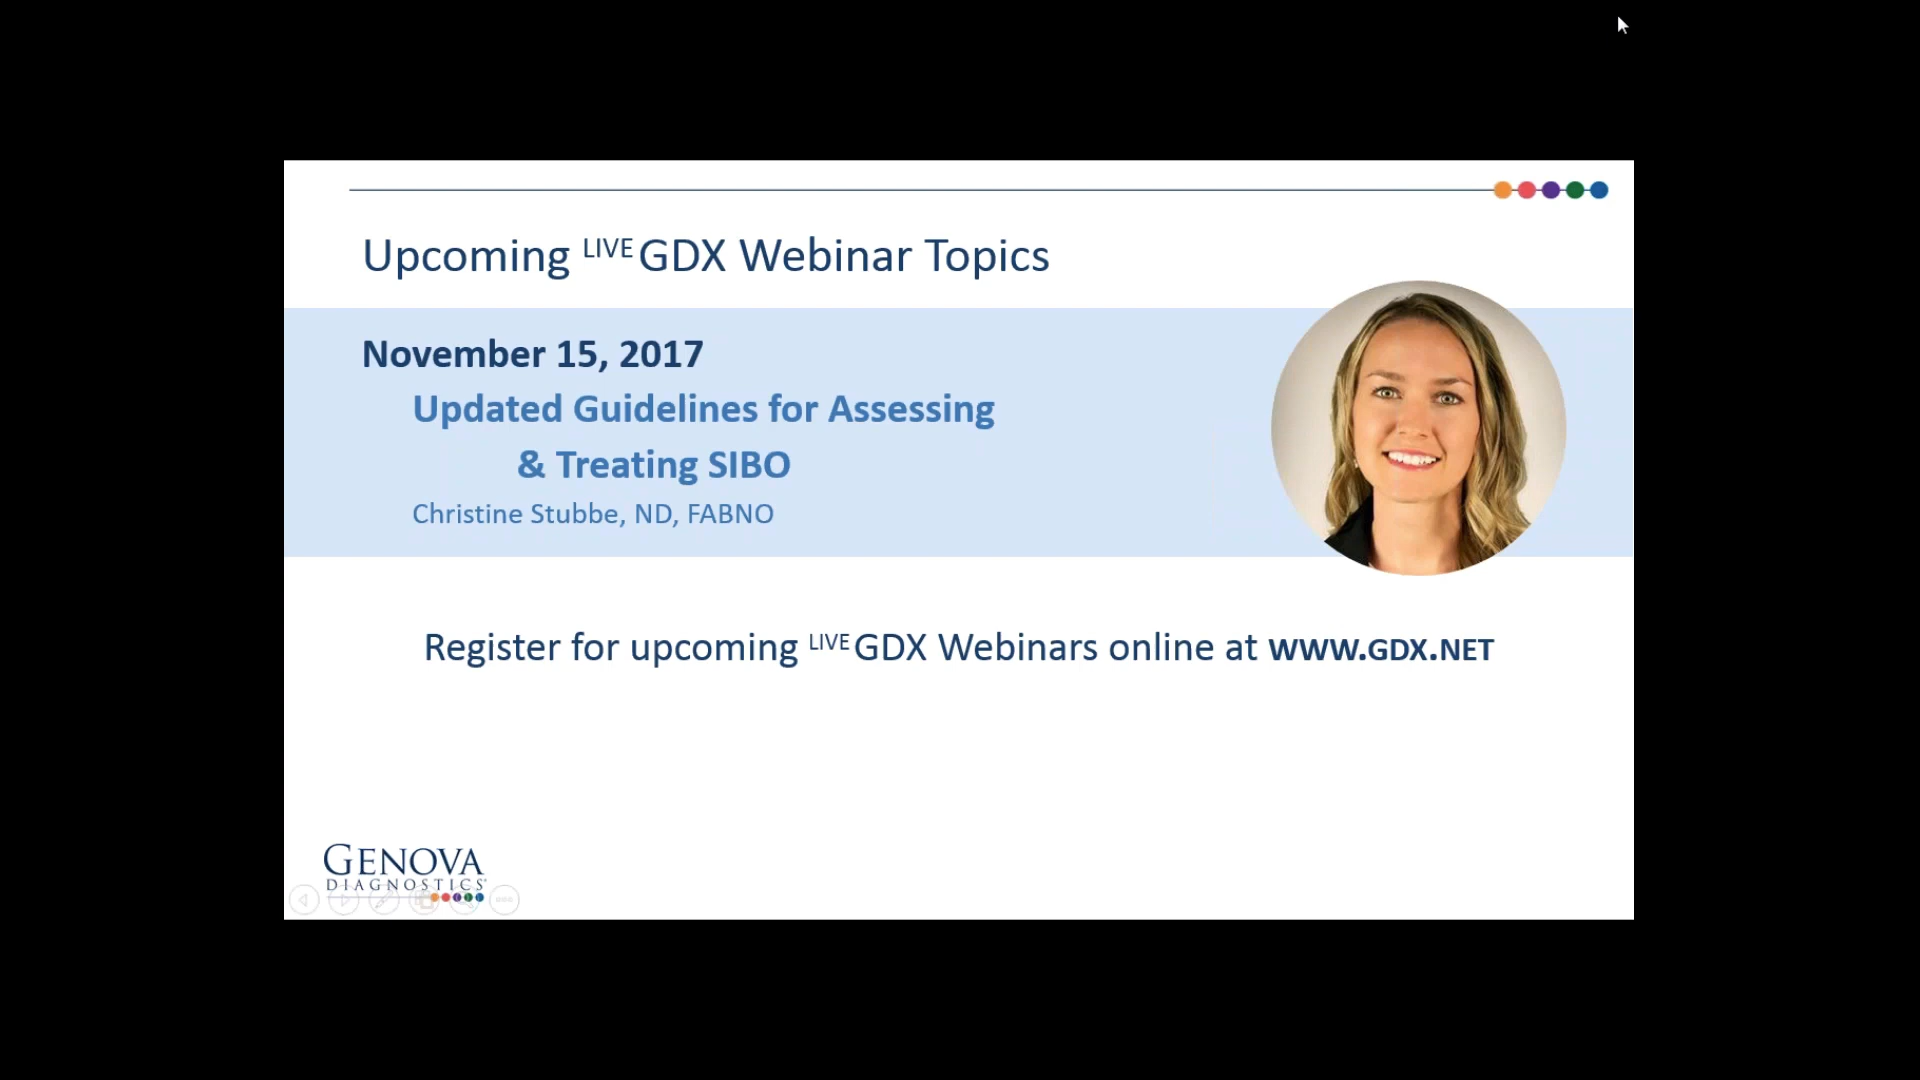 Upcoming LIVE GDX Webinar Topics
November 15, 2017
Updated Guidelines for Assessing
& Treating SIBO
Christine Stubbe, ND, FABNO
Register for upcoming LIVE GDX Webinars online at WWW.GDX.NET
GENOVA
DIAGNOSTICS